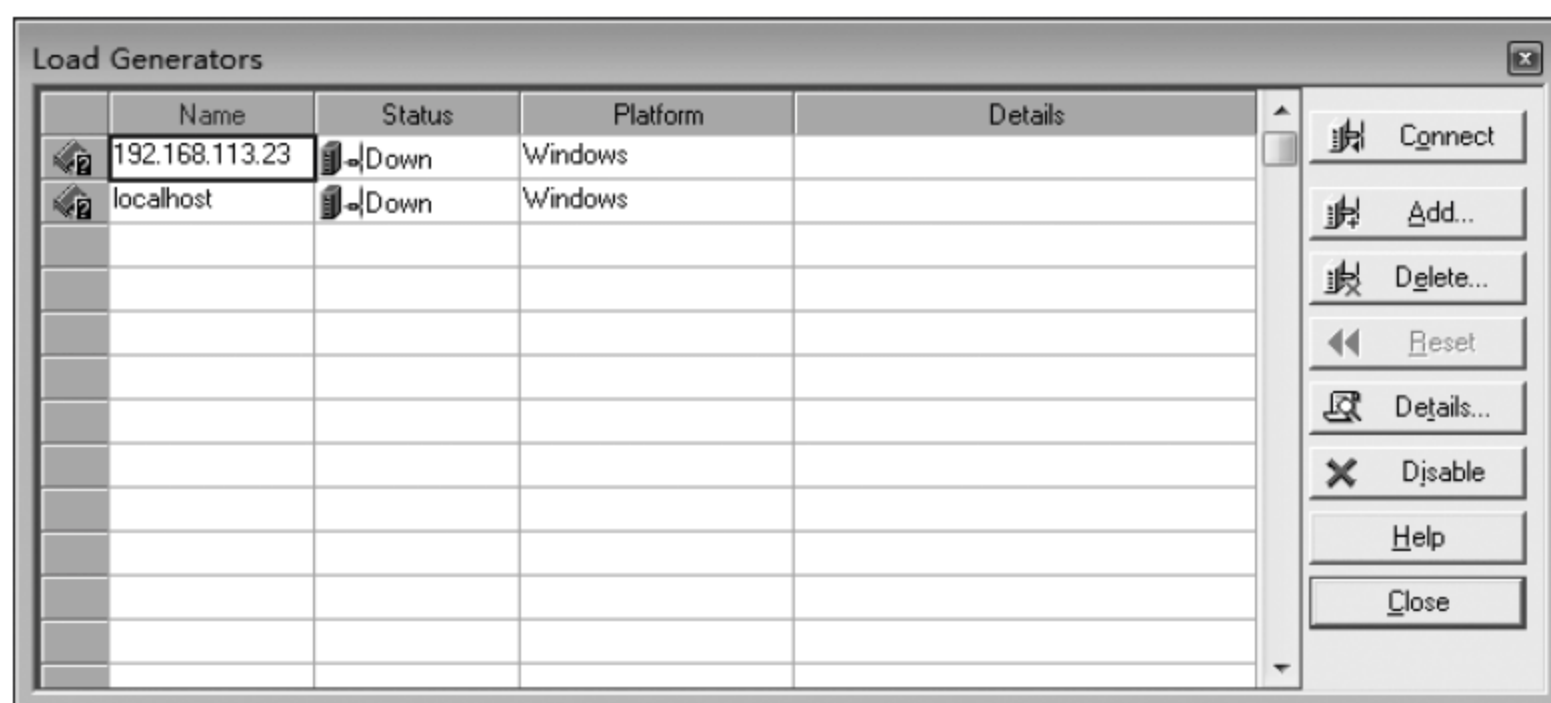 Load Generators
Name Status Platform Details
192.168.113.23 Down Windows
localhost Down Windows
Connect
Add...
Delete...
Reset
Details...
Disable
Help
Close